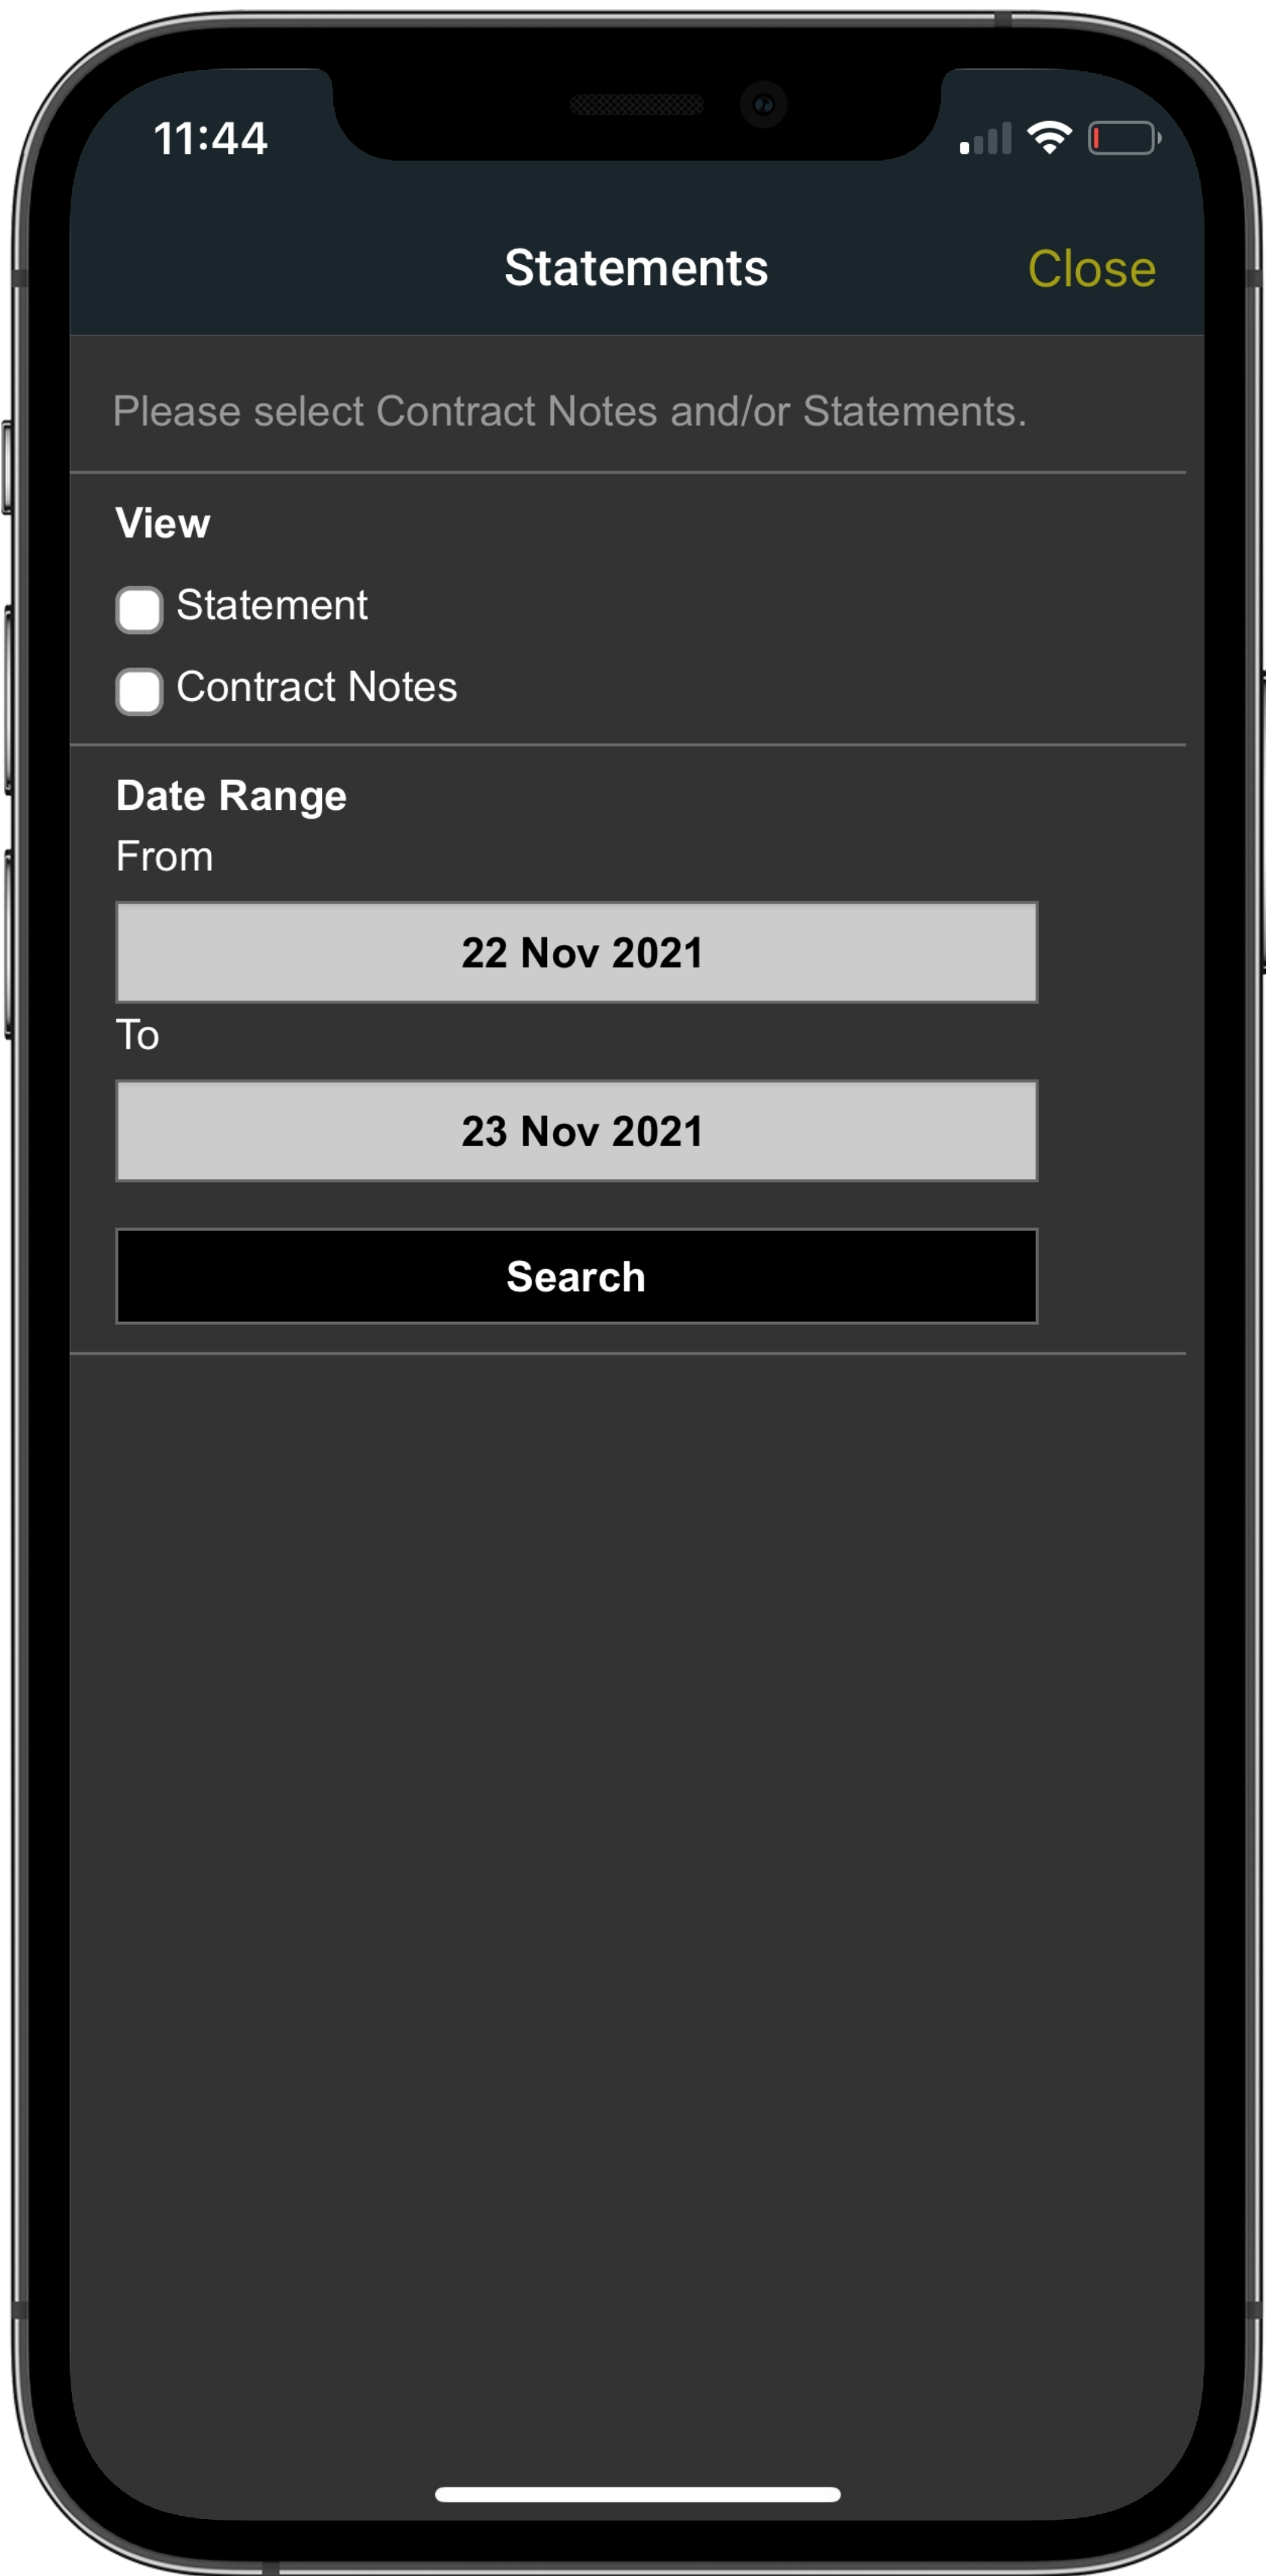 11:44
Statements Close
Please select Contract Notes and/or Statements.
View
Statement
Contract Notes
Date Range
From
22 Nov 2021
To
23 Nov 2021
Search